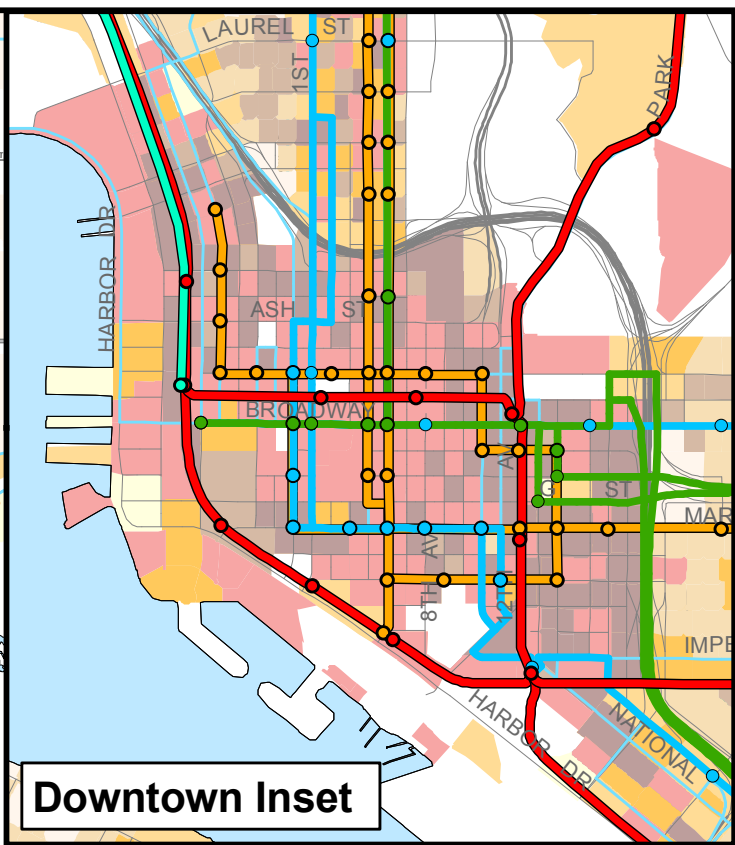 LAUREL ST
1ST
PARK
HARBOR DR
ASH ST
BROADWAY
AV
G ST
MAR
8TH AV
12TH
IMPE
HARBOR DR
NATIONAL
Downtown Inset